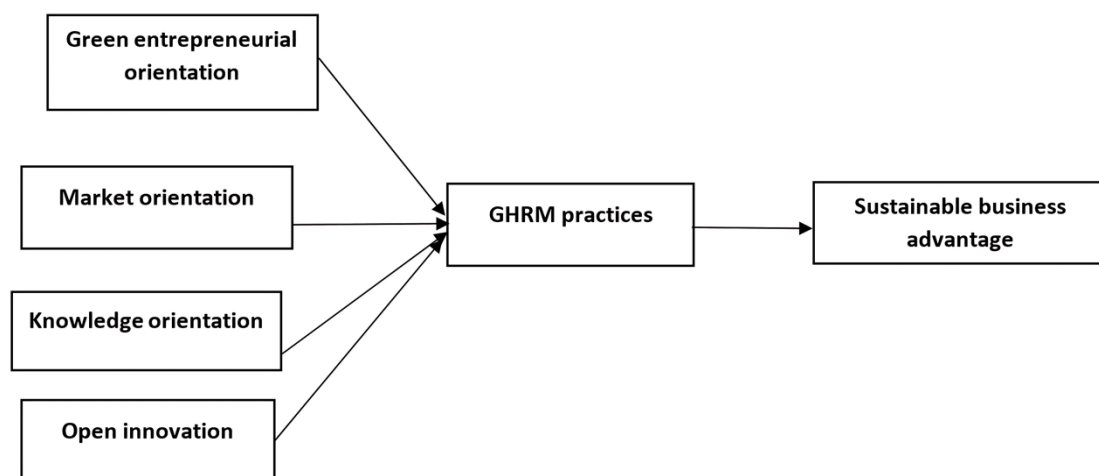 Green entrepreneurial
orientation
Market orientation
Knowledge orientation
Open innovation
GHRM practices
Sustainable business
advantage